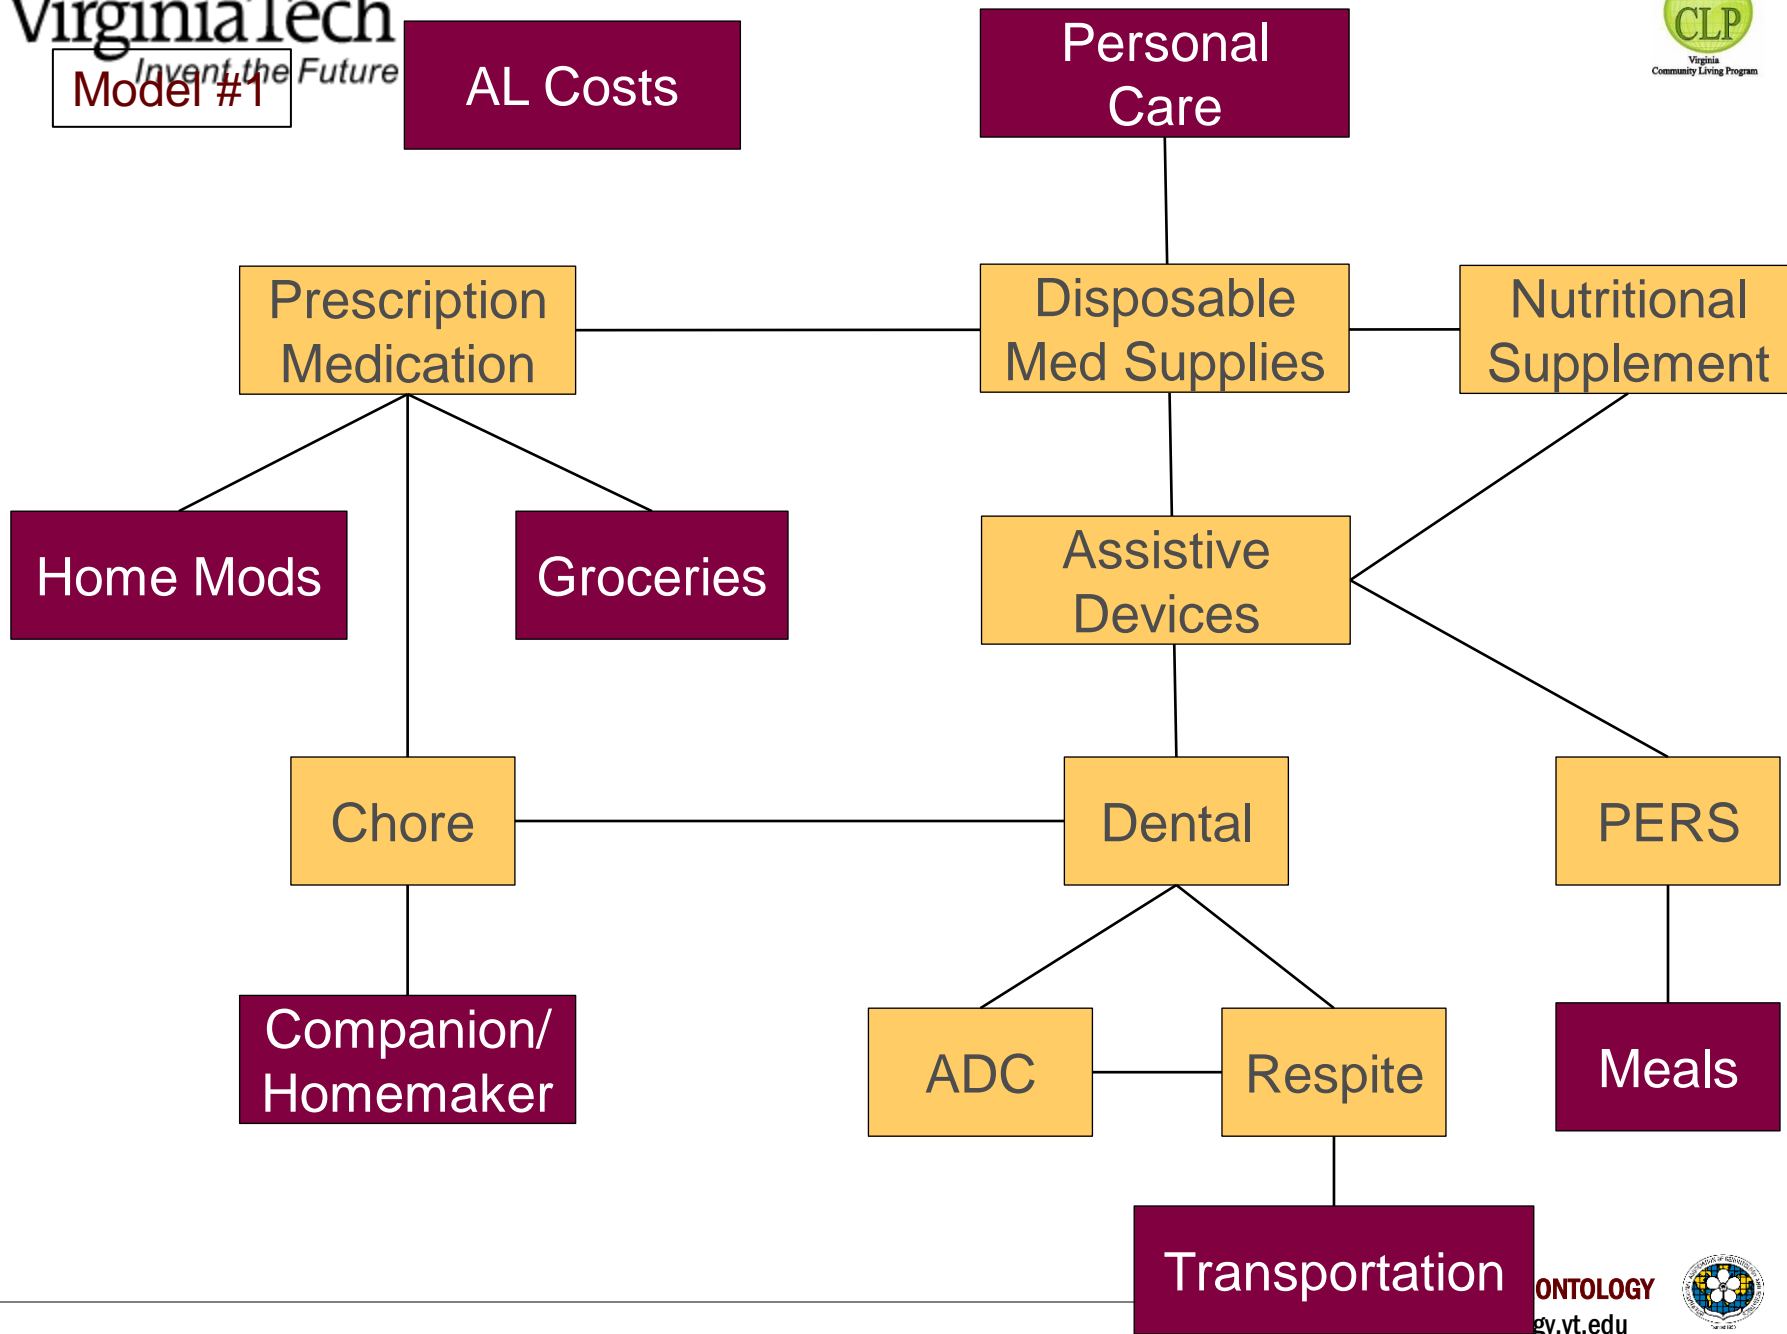 VirginiaTech
Invent the Future
Model #1
AL Costs
Personal
Care
CLP
Virginia
Community Living Program
Prescription
Medication
Disposable
Med Supplies
Nutritional
Supplement
Home Mods
Groceries
Assistive
Devices
Chore
Dental
PERS
Companion/
Homemaker
ADC
Respite
Meals
Transportation
ONTOLOGY
gy.vt.edu